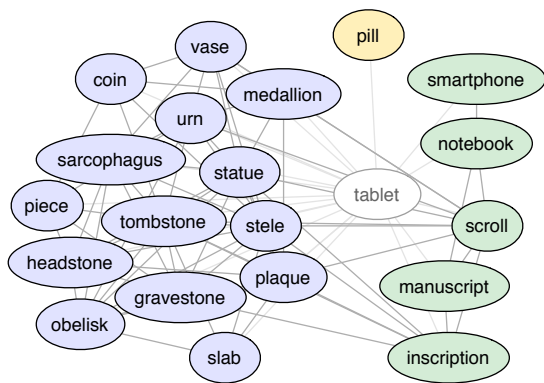 vase
pill
coin
medallion
smartphone
urn
notebook
sarcophagus
statue
tablet
piece
tombstone
stele
scroll
headstone
plaque
manuscript
gravestone
obelisk
slab
inscription